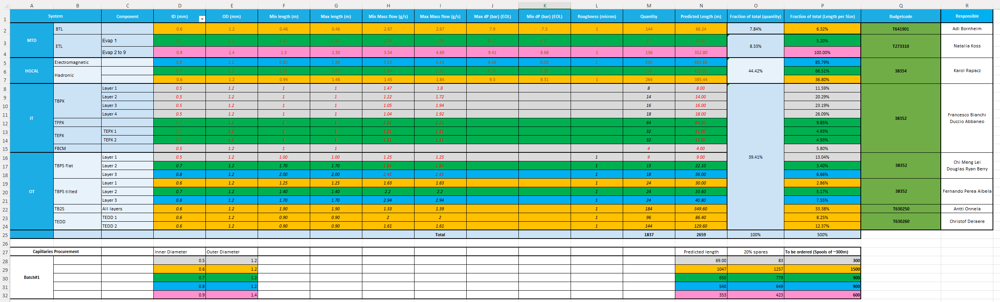 A B C D E F G H I J K L M N O P Q R
1 System Component ID (mm) OD (mm) Min length (m) Max length (m) Min Mass flow (g/s) Max Mass flow (g/s) Max dP (bar) (EOL) Min dP (bar) (EOL) Roughness (micron) Quantity Predicted Length (m) Fraction of total (quantity) Fraction of total (Length per Size) Budgetcode Responsible
2 BTL 0.6 1.2 0.46 0.46 2.67 2.67 7.9 7.3 1 144 66.24 7.84% 6.32% T641901 Adi Bornheim
MTD
3 Evap 1 0.7 1.2 1.40 1.40 2.39 2.39 9.17 9.17 1 17 33.80 5.20%
ETL 8.33% T273310 Natalia Koss
4 Evap 2 to 9 0.9 1.4 1.3 2.30 3.54 4.69 9.41 8.68 1 136 352.80 100.00%
5 Electromagnetic 0.8 1.2 0.80 1.38 3.23 4.43 9.46 8.09 1 336 463.68 85.79%
6 HGCAL 0.7 1.2 1.13 2.00 1.84 2.52 9.24 8.38 1 216 432.00 44.42% 66.51% 38354 Karol Rapacz
Hadronic
7 0.6 1.2 0.94 1.46 1.45 1.84 9.3 8.31 1 264 385.44 36.80%
8 Layer 1 0.5 1.2 1 1 1.47 1.8 8 8.00 11.59%
9 Layer 2 0.5 1.2 1 1 1.22 1.72 14 14.00 20.29%
TBPX
10 Layer 3 0.5 1.2 1 1 1.05 1.94 16 16.00 23.19%
11 Layer 4 0.5 1.2 1 1 1.04 1.92 18 18.00 26.09%
IT 38352 Francesco Bianchi
Duccio Abbaneo
12 TFPX 0.7 1.2 1 1 2.22 2.22 64 64.00 9.85%
13 TEPX 1 0.7 1.2 1 1 1.11 1.11 32 32.00 4.93%
TEPX
14 TEPX 2 0.7 1.2 1 1 1.11 1.11 32 32.00 4.93%
15 FBCM 0.5 1.2 1 1 4 4.00 5.80%
16 Layer 1 0.5 1.2 1.00 1.00 1.25 1.25 1 9 9.00 39.41% 13.04%
17 TBPS flat Layer 2 0.7 1.2 1.70 1.70 1.84 1.84 1 13 22.10 3.40% 38352 Chi Meng Lei
Douglas Ryan Berry
18 Layer 3 0.8 1.2 2.00 2.00 2.45 2.45 1 18 36.00 6.66%
19 Layer 1 0.6 1.2 1.25 1.25 1.63 1.63 1 24 30.00 2.86%
20 OT TBPS tilted Layer 2 0.7 1.2 1.40 1.40 2.2 2.2 1 24 33.60 5.17% 38352 Fernando Perea Albela
21 Layer 3 0.8 1.2 1.70 1.70 2.94 2.94 1 24 40.80 7.55%
22 TB2S All layers 0.6 1.2 1.90 1.90 1.33 1.39 1 184 349.60 33.38% T630250 Antti Onnela
23 TEDD 1 0.6 1.2 0.90 0.90 2 2 1 96 86.40 8.25%
TEDD T630260 Christof Delaere
24 TEDD 2 0.6 1.2 0.90 0.90 1.61 1.61 1 144 129.60 12.37%
25 Total 1837 2659 100% 500%
26
27 Capillaries Procurement Inner Diameter Outer Diameter Predicted length 20% spares To be ordered (Spools of ~300m)
28 0.5 1.2 69.00 83 300
29 0.6 1.2 1047 1257 1500
30 Batch#1 0.7 1.2 650 779 900
31 0.8 1.2 540 649 900
32 0.9 1.4 353 423 600